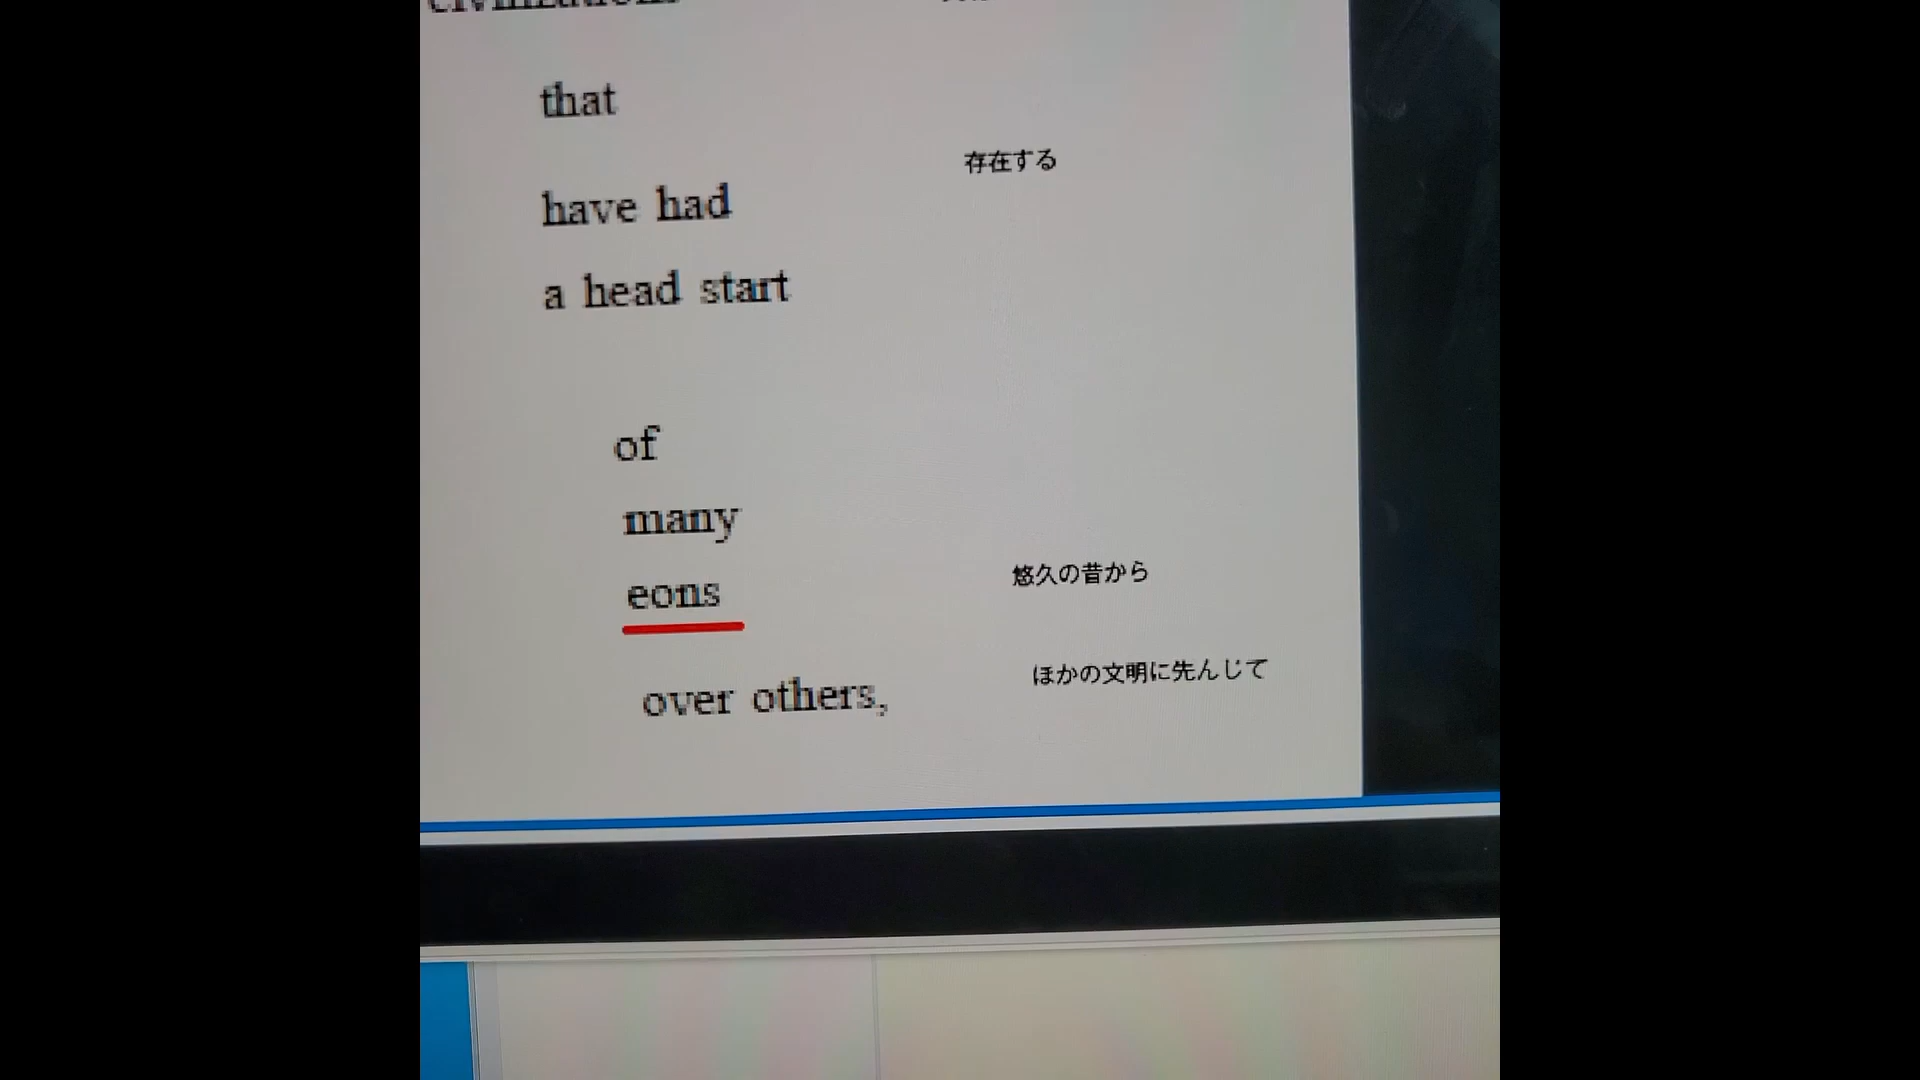 that
存在する
have had
a head start
of
many
悠久の昔から
eons
ほかの文明に先んじて
over others,